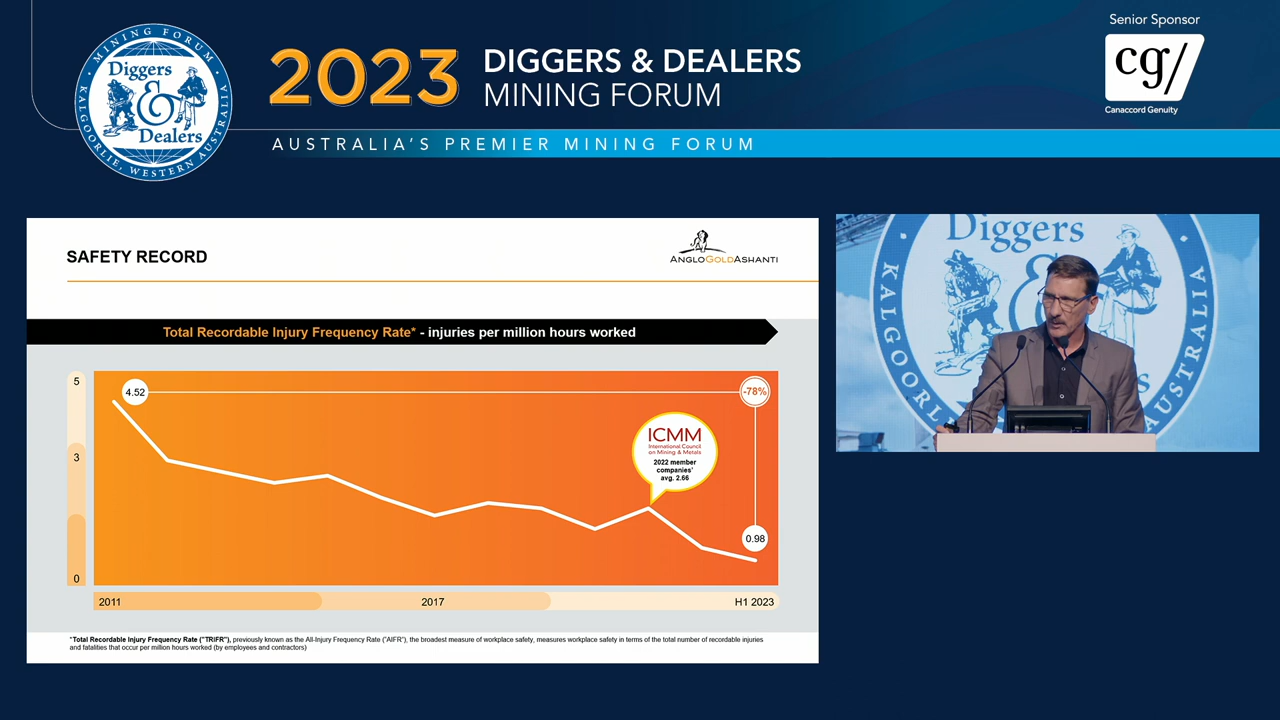 MINING FORUM
Diggers
&
Dealers
KALGOORLIE, WESTERN AUSTRALIA
2023
DIGGERS & DEALERS
MINING FORUM
AUSTRALIA'S PREMIER MINING FORUM
Senior Sponsor
cg/
Canaccord Genuity
SAFETY RECORD
ANGLOGOLDASHANTI
Total Recordable Injury Frequency Rate* - injuries per million hours worked
5
3
0
4.52
-78%
ICMM
International Council
on Mining & Metals
2022 member
companies'
avg. 2.66
0.98
2011
2017
H1 2023
*Total Recordable Injury Frequency Rate ("TRIFR"), previously known as the All-Injury Frequency Rate ("AIFR"), the broadest measure of workplace safety, measures workplace safety in terms of the total number of recordable injuries
and fatalities that occur per million hours worked (by employees and contractors)
Diggers
&
KALGOORLIE
AUSTRALIA